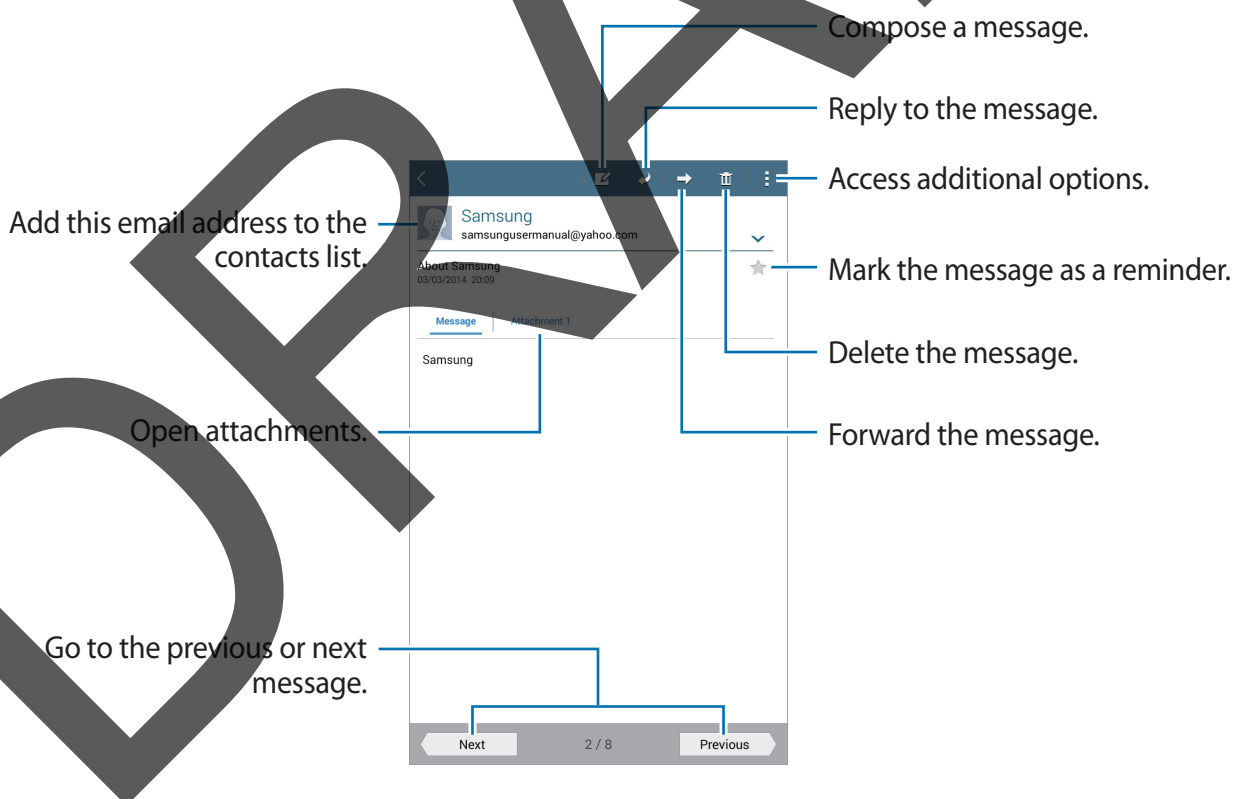 Compose a message.
Reply to the message.
Access additional options.
Add this email address to the
contacts list.
Samsung
samsungusermanual@yahoo.com
About Samsung
03/03/2014 20:09
Mark the message as a reminder.
Message
Attachment 1
Samsung
Delete the message.
Open attachments.
Forward the message.
Go to the previous or next
message.
Next
2 / 8
Previous
DRA